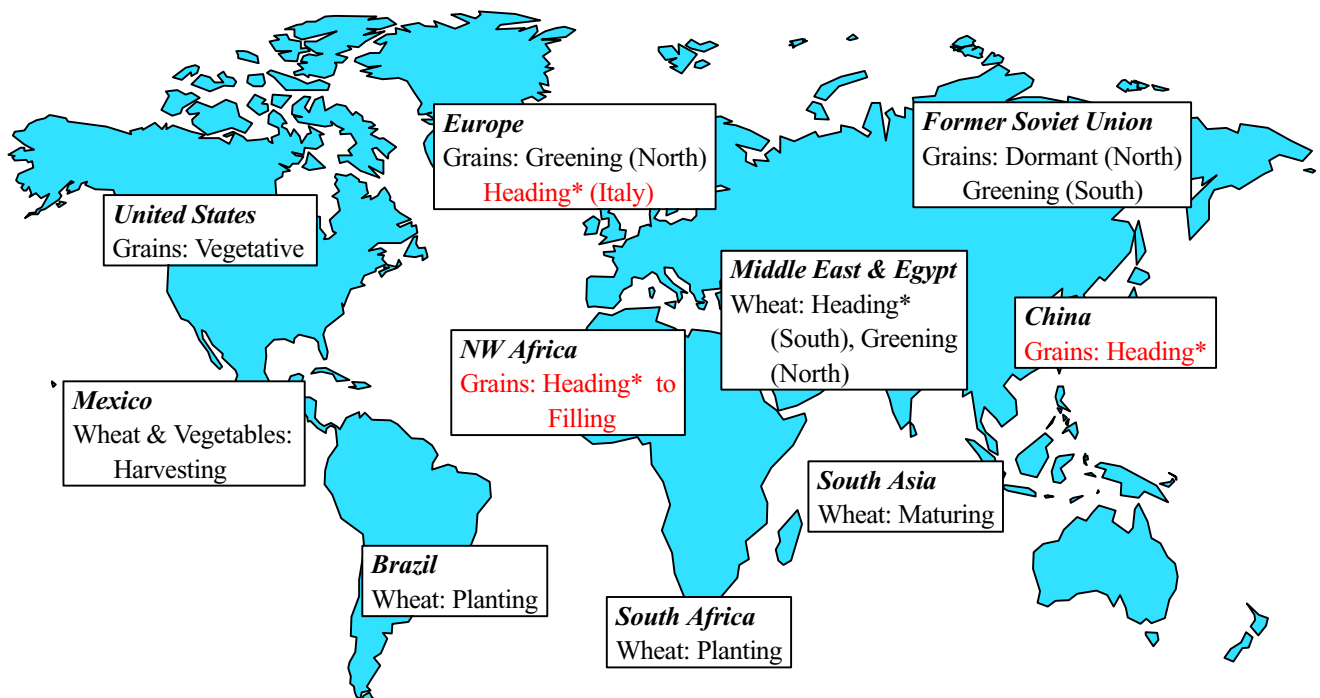 Europe
Grains: Greening (North)
Heading* (Italy)
Former Soviet Union
Grains: Dormant (North)
Greening (South)
United States
Grains: Vegetative
Middle East & Egypt
Wheat: Heading*
(South), Greening
(North)
China
Grains: Heading*
NW Africa
Grains: Heading* to
Filling
Mexico
Wheat & Vegetables:
Harvesting
South Asia
Wheat: Maturing
Brazil
Wheat: Planting
South Africa
Wheat: Planting